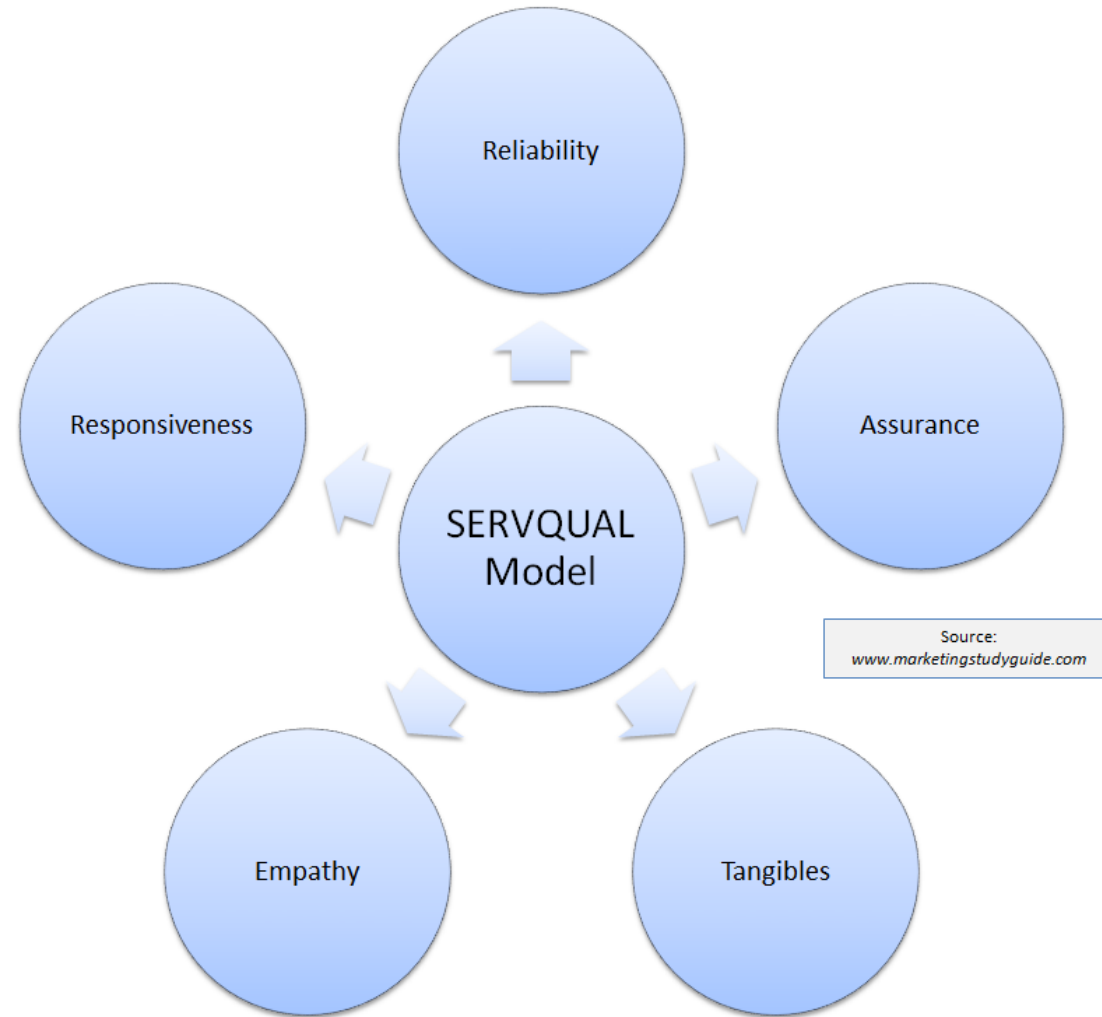 Reliability
Responsiveness
Assurance
SERVQUAL
Model
Source:
www.marketingstudyguide.com
Empathy
Tangibles